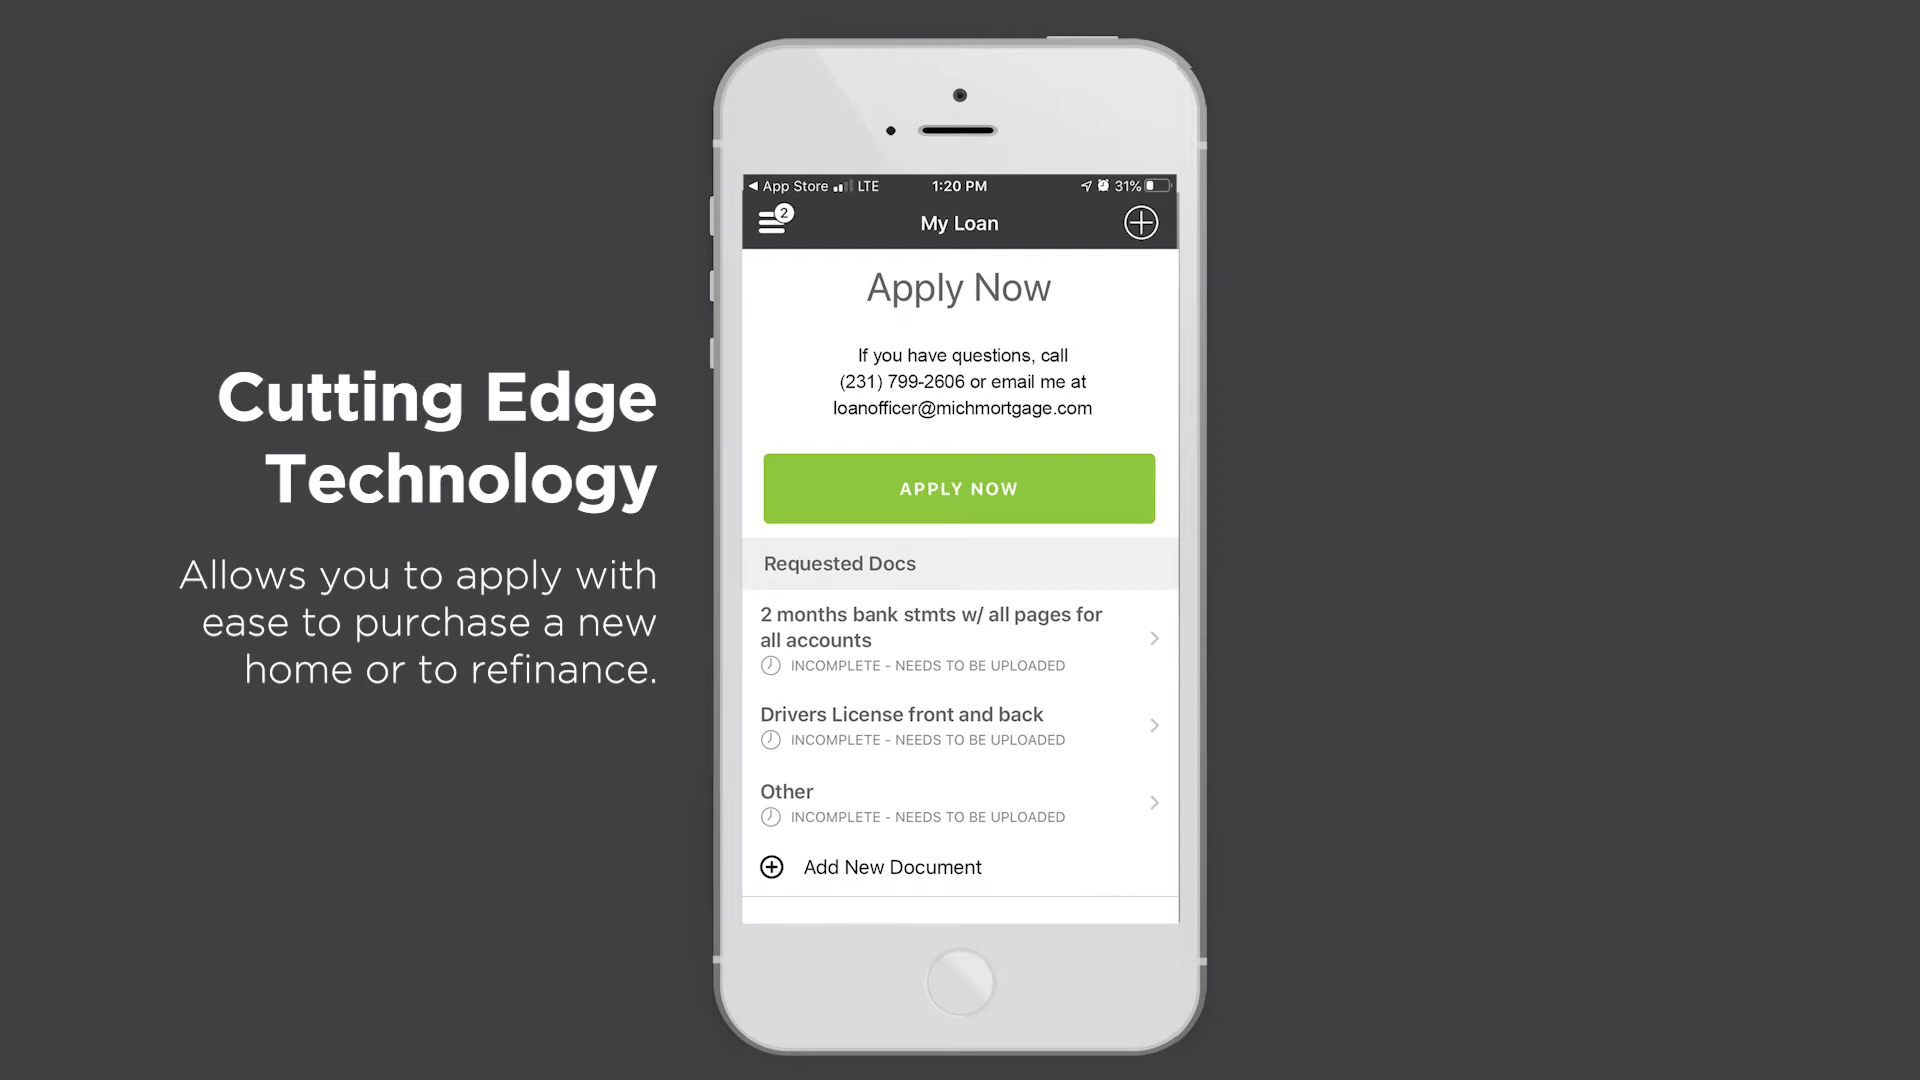 Cutting Edge
Technology
Allows you to apply with
ease to purchase a new
home or to refinance.
App Store LTE 1:20 PM 31%
2
My Loan
Apply Now
If you have questions, call
(231) 799-2606 or email me at
loanofficer@michmortgage.com
APPLY NOW
Requested Docs
2 months bank stmts w/ all pages for
all accounts
INCOMPLETE - NEEDS TO BE UPLOADED
Drivers License front and back
INCOMPLETE - NEEDS TO BE UPLOADED
Other
INCOMPLETE - NEEDS TO BE UPLOADED
Add New Document